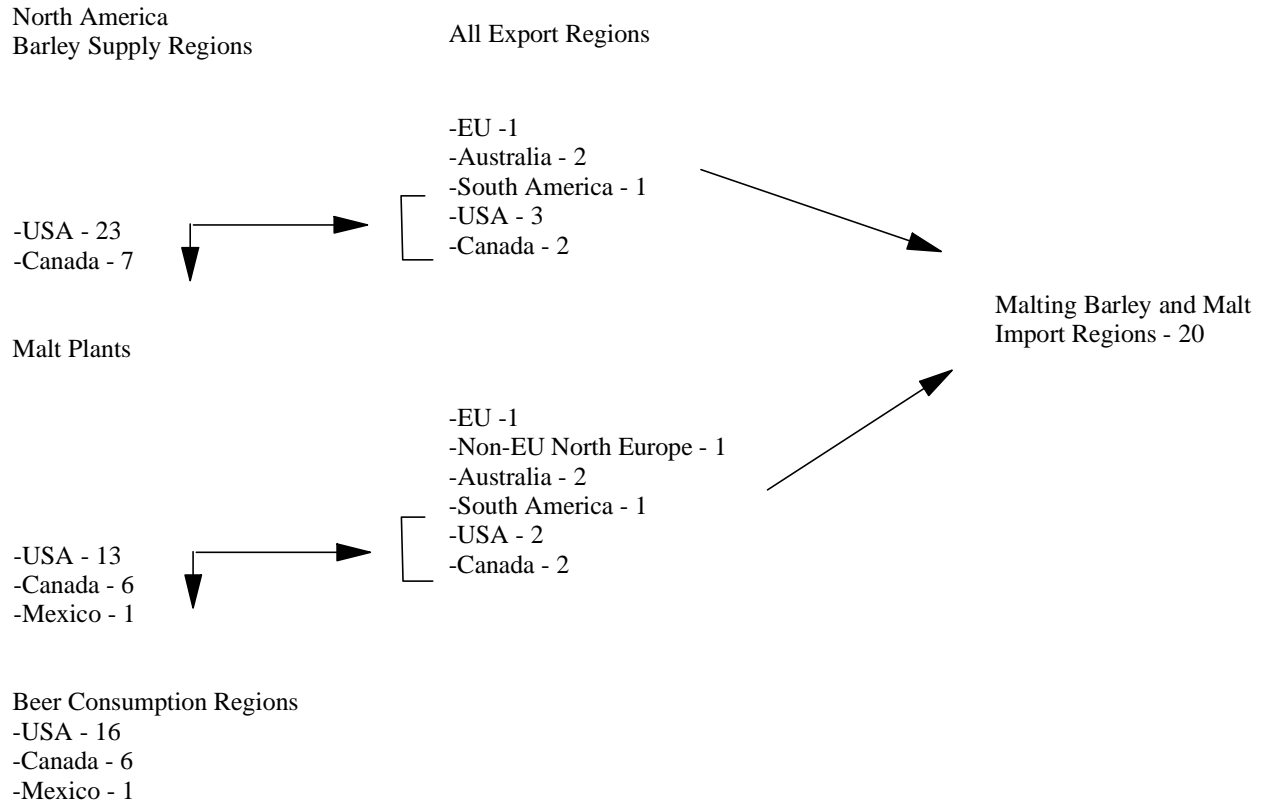 North America
Barley Supply Regions
All Export Regions
-EU -1
-Australia - 2
-South America - 1
-USA - 3
-Canada - 2
-USA - 23
-Canada - 7
Malting Barley and Malt
Import Regions - 20
Malt Plants
-EU -1
-Non-EU North Europe - 1
-Australia - 2
-South America - 1
-USA - 2
-Canada - 2
-USA - 13
-Canada - 6
-Mexico - 1
Beer Consumption Regions
-USA - 16
-Canada - 6
-Mexico - 1